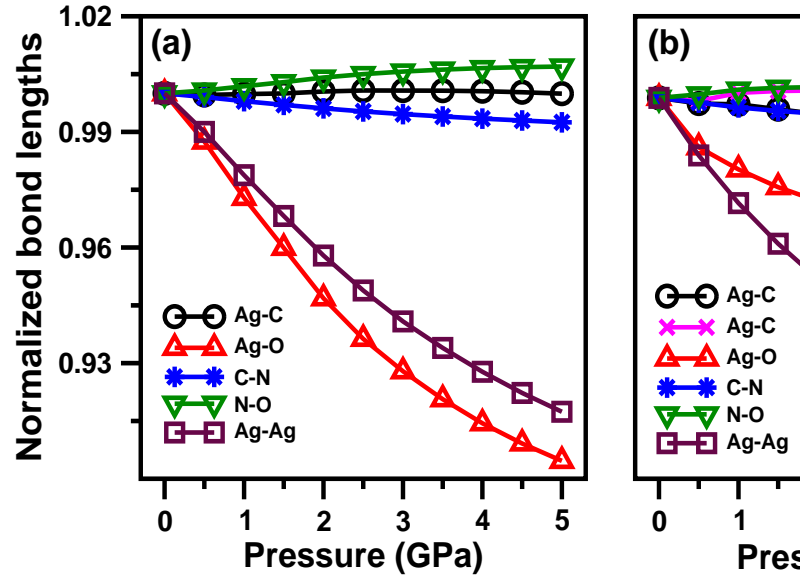 Normalized bond lengths
1.02
0.99
0.96
0.93
(a)
Ag-C
Ag-O
C-N
N-O
Ag-Ag
0 1 2 3 4 5
Pressure (GPa)
(b)
Ag-C
Ag-C
Ag-O
C-N
N-O
Ag-Ag
0 1
Pres